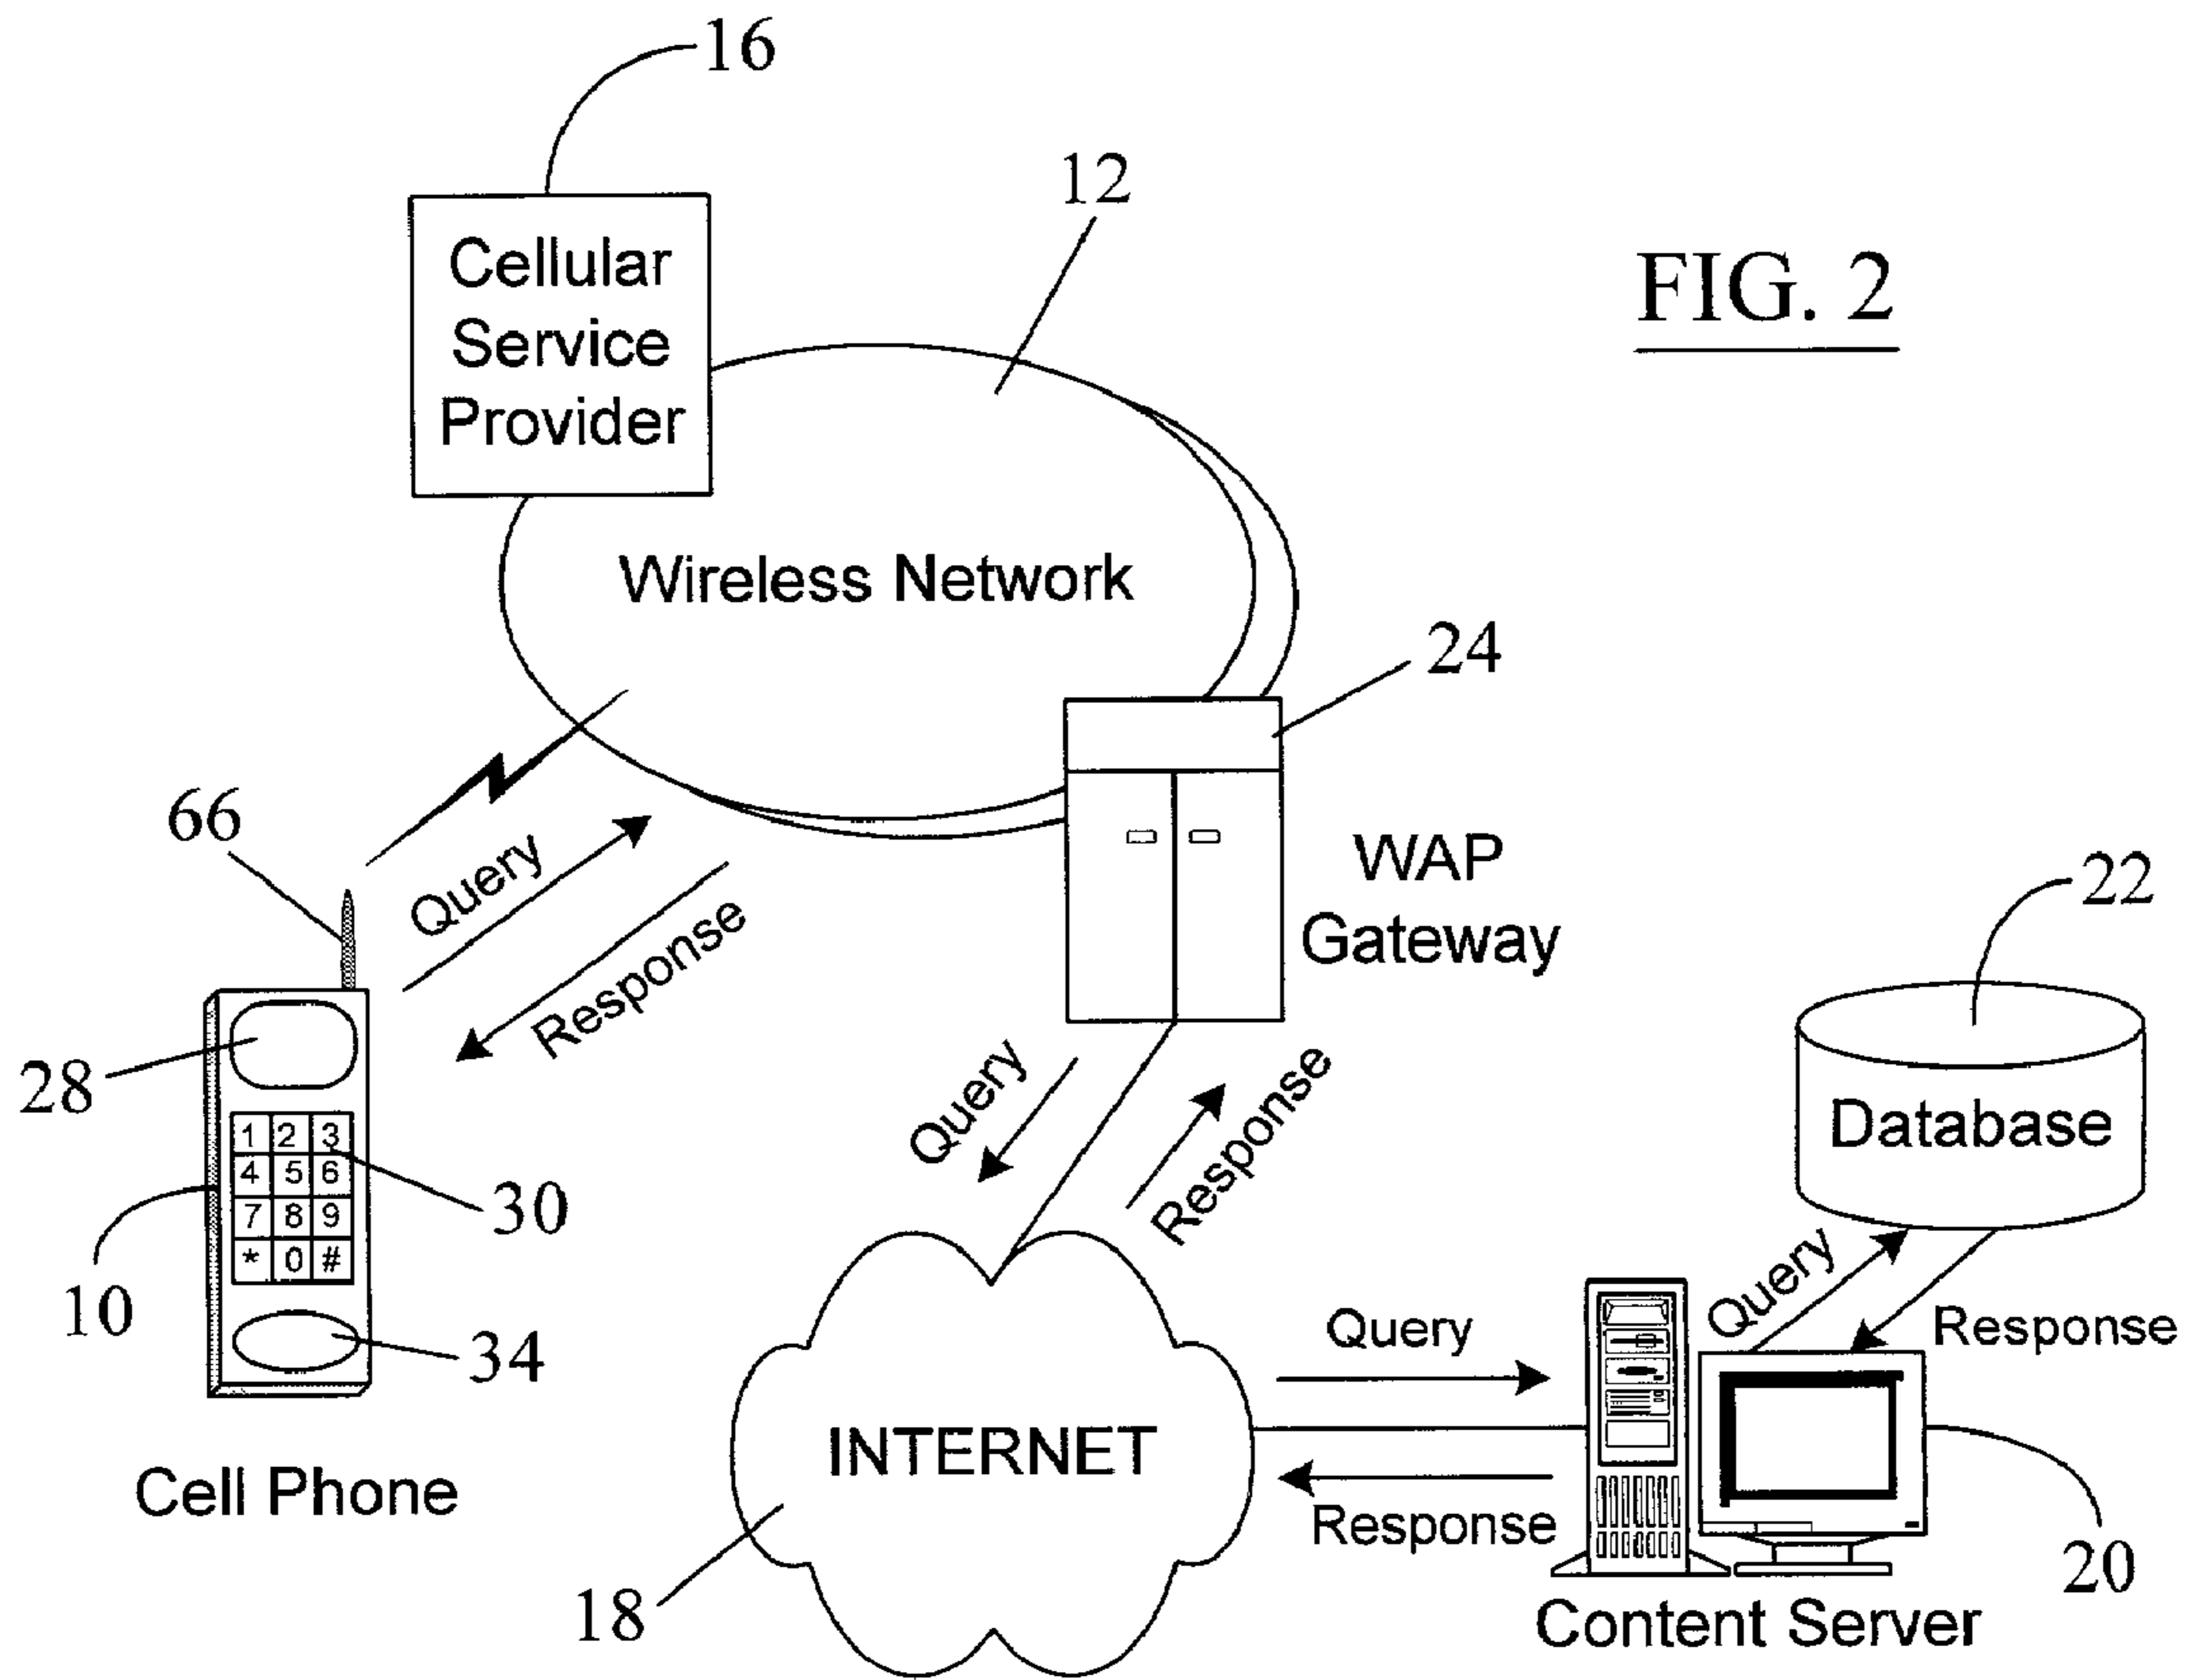 16
12
FIG. 2
Cellular
Service
Provider
Wireless Network
24
66
Query
Response
WAP
Gateway
22
28
Database
1 2 3
4 5 6
7 8 9
* 0 #
30
10
34
Cell Phone
Query
Response
INTERNET
18
Query
Response
Query
Response
20
Content Server